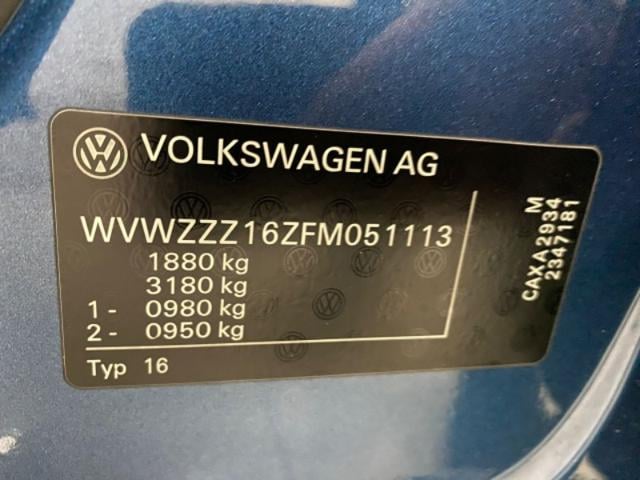 VOLKSWAGEN AG
WVWZZZ16ZFM051113
1880 kg
3180 kg
1 - 0980 kg
2 - 0950 kg
Typ 16
M
CAXA2934
2347181